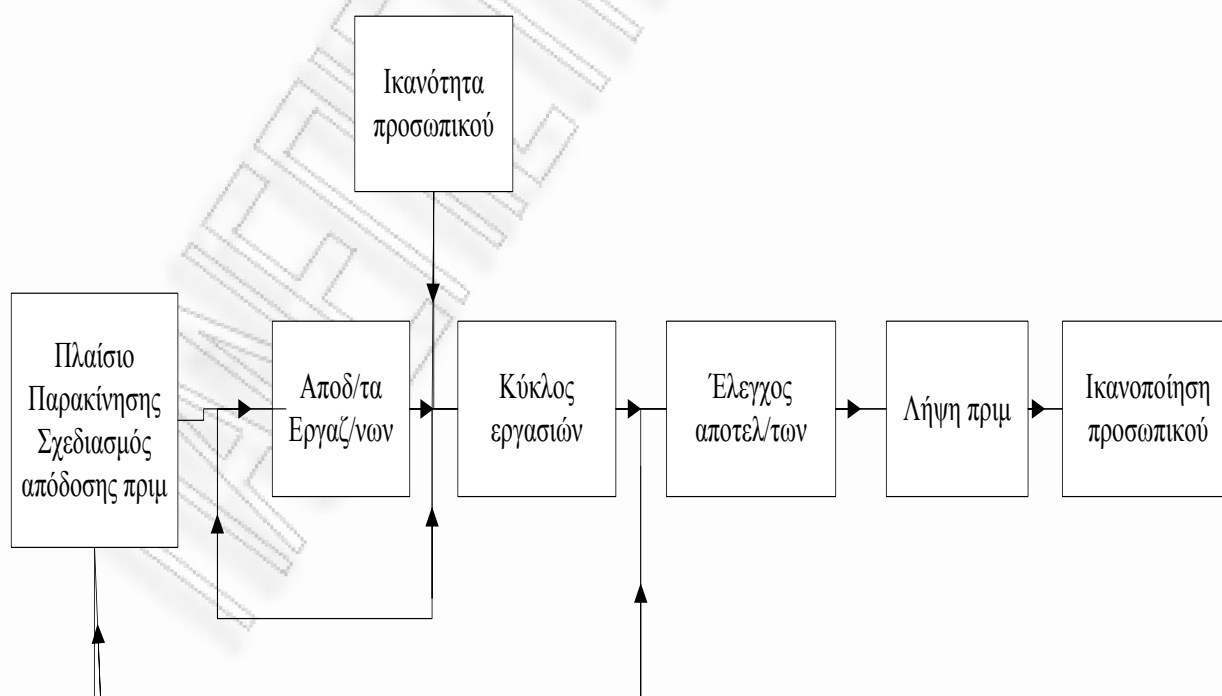 Ικανότητα
προσωπικού
Πλαίσιο
Παρακίνησης
Σχεδιασμός
απόδοσης πριμ
Αποδ/τα
Εργαζ/νων
Κύκλος
εργασιών
Έλεγχος
αποτελ/των
Λήψη πριμ
Ικανοποίηση
προσωπικού